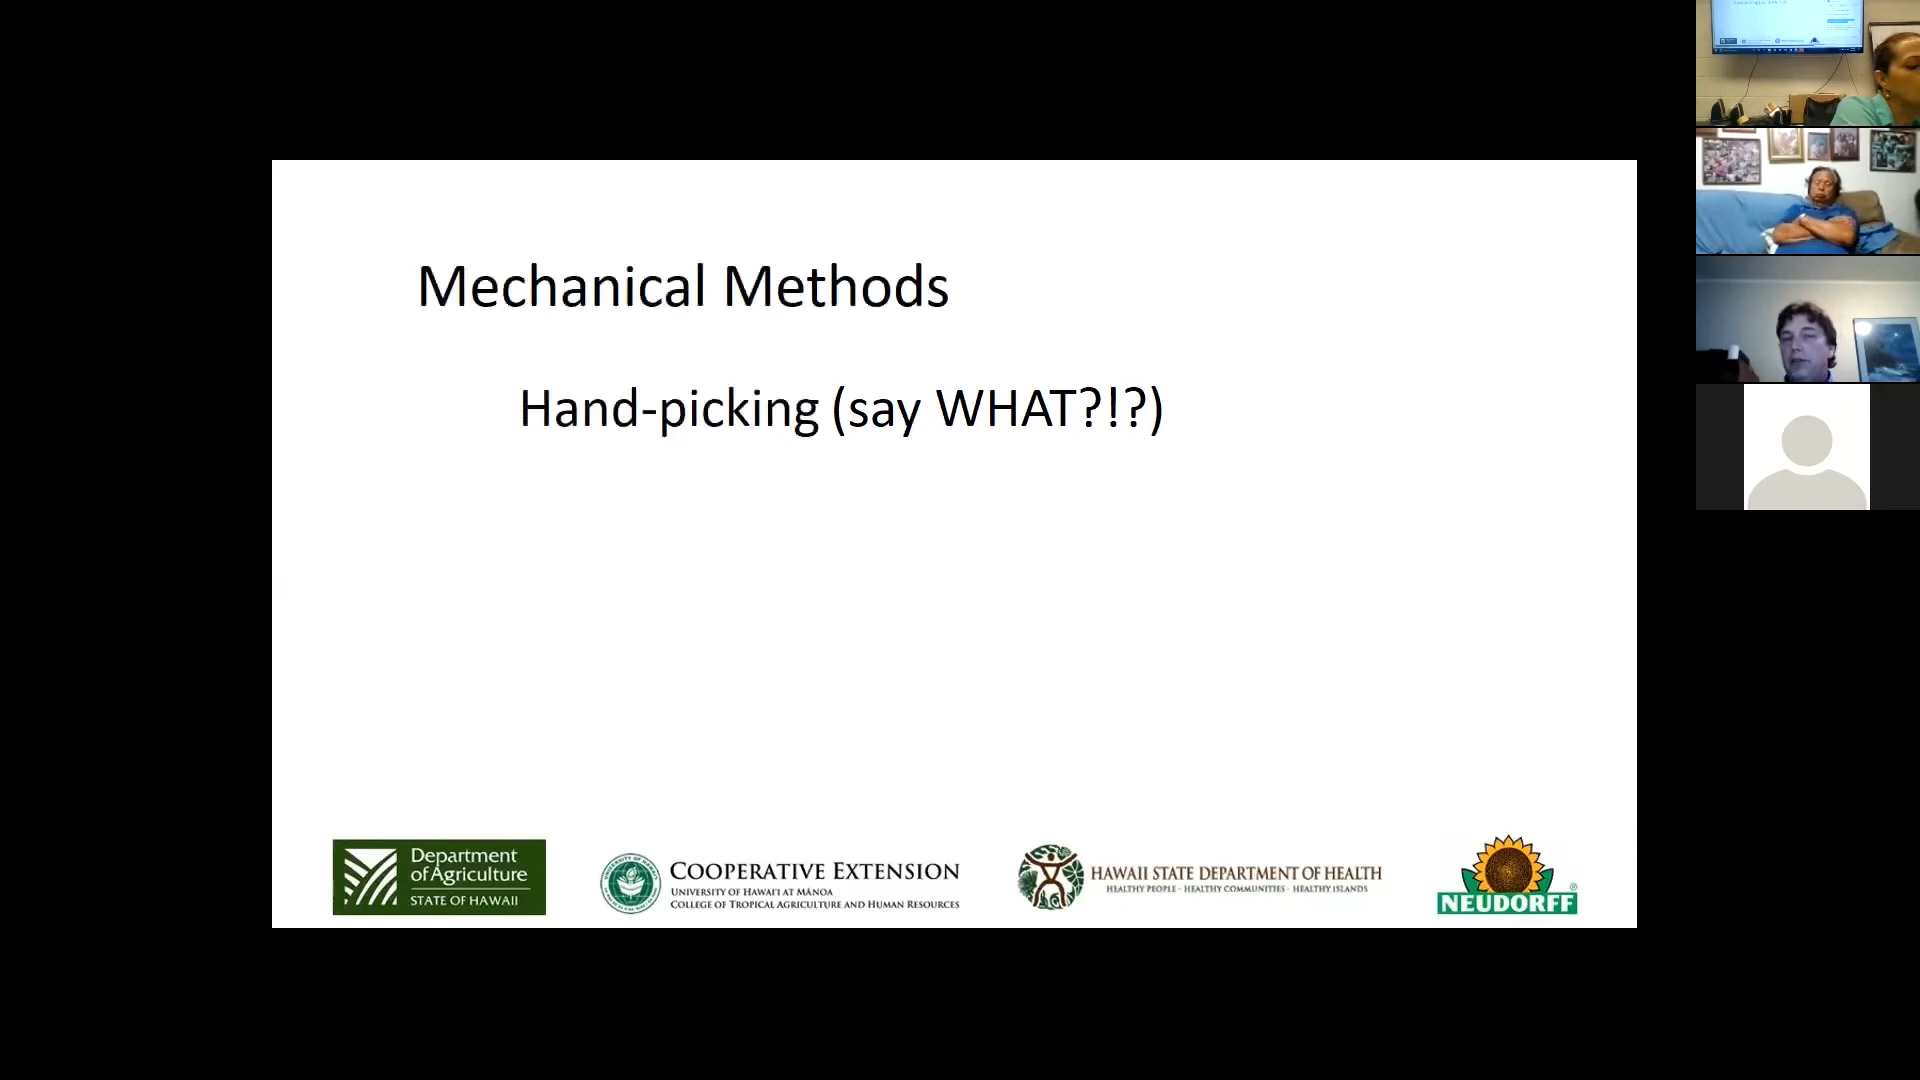 Mechanical Methods
Hand-picking (say WHAT?!?)
Department
of Agriculture
STATE OF HAWAII
COOPERATIVE EXTENSION
UNIVERSITY OF HAWAI'I AT MĀNOA
COLLEGE OF TROPICAL AGRICULTURE AND HUMAN RESOURCES
HAWAII STATE DEPARTMENT OF HEALTH
HEALTHY PEOPLE · HEALTHY COMMUNITIES · HEALTHY ISLANDS
NEUDORFF®